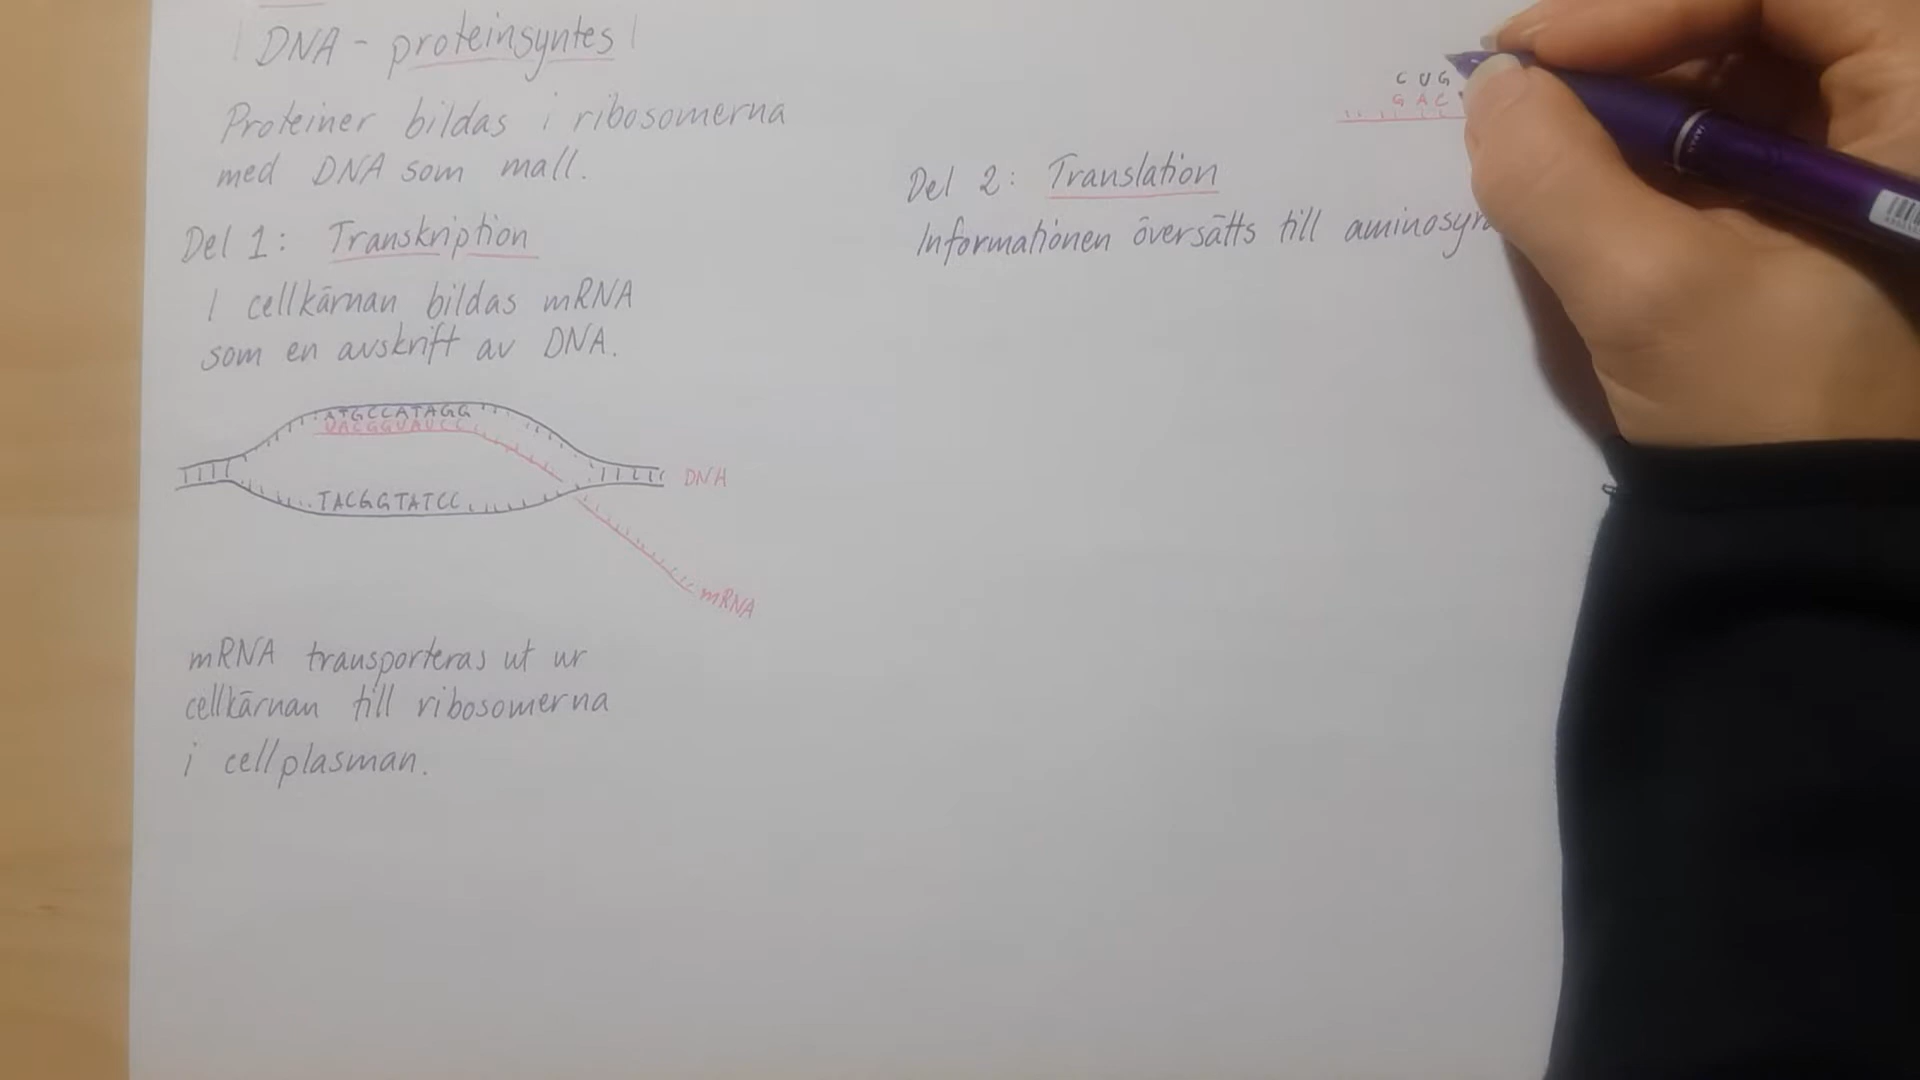 DNA - proteinsyntes
Proteiner bildas i ribosomerna
med DNA som mall.
Del 1: Transkription
I cellkärnan bildas mRNA
som en avskrift av DNA.
ATGCCATAGG
UACGGUAUCC
TACGGTATCC
DNA
mRNA
mRNA transporteras ut ur
cellkärnan till ribosomerna
i cellplasman.
CUG
GAC
Del 2: Translation
Informationen översätts till